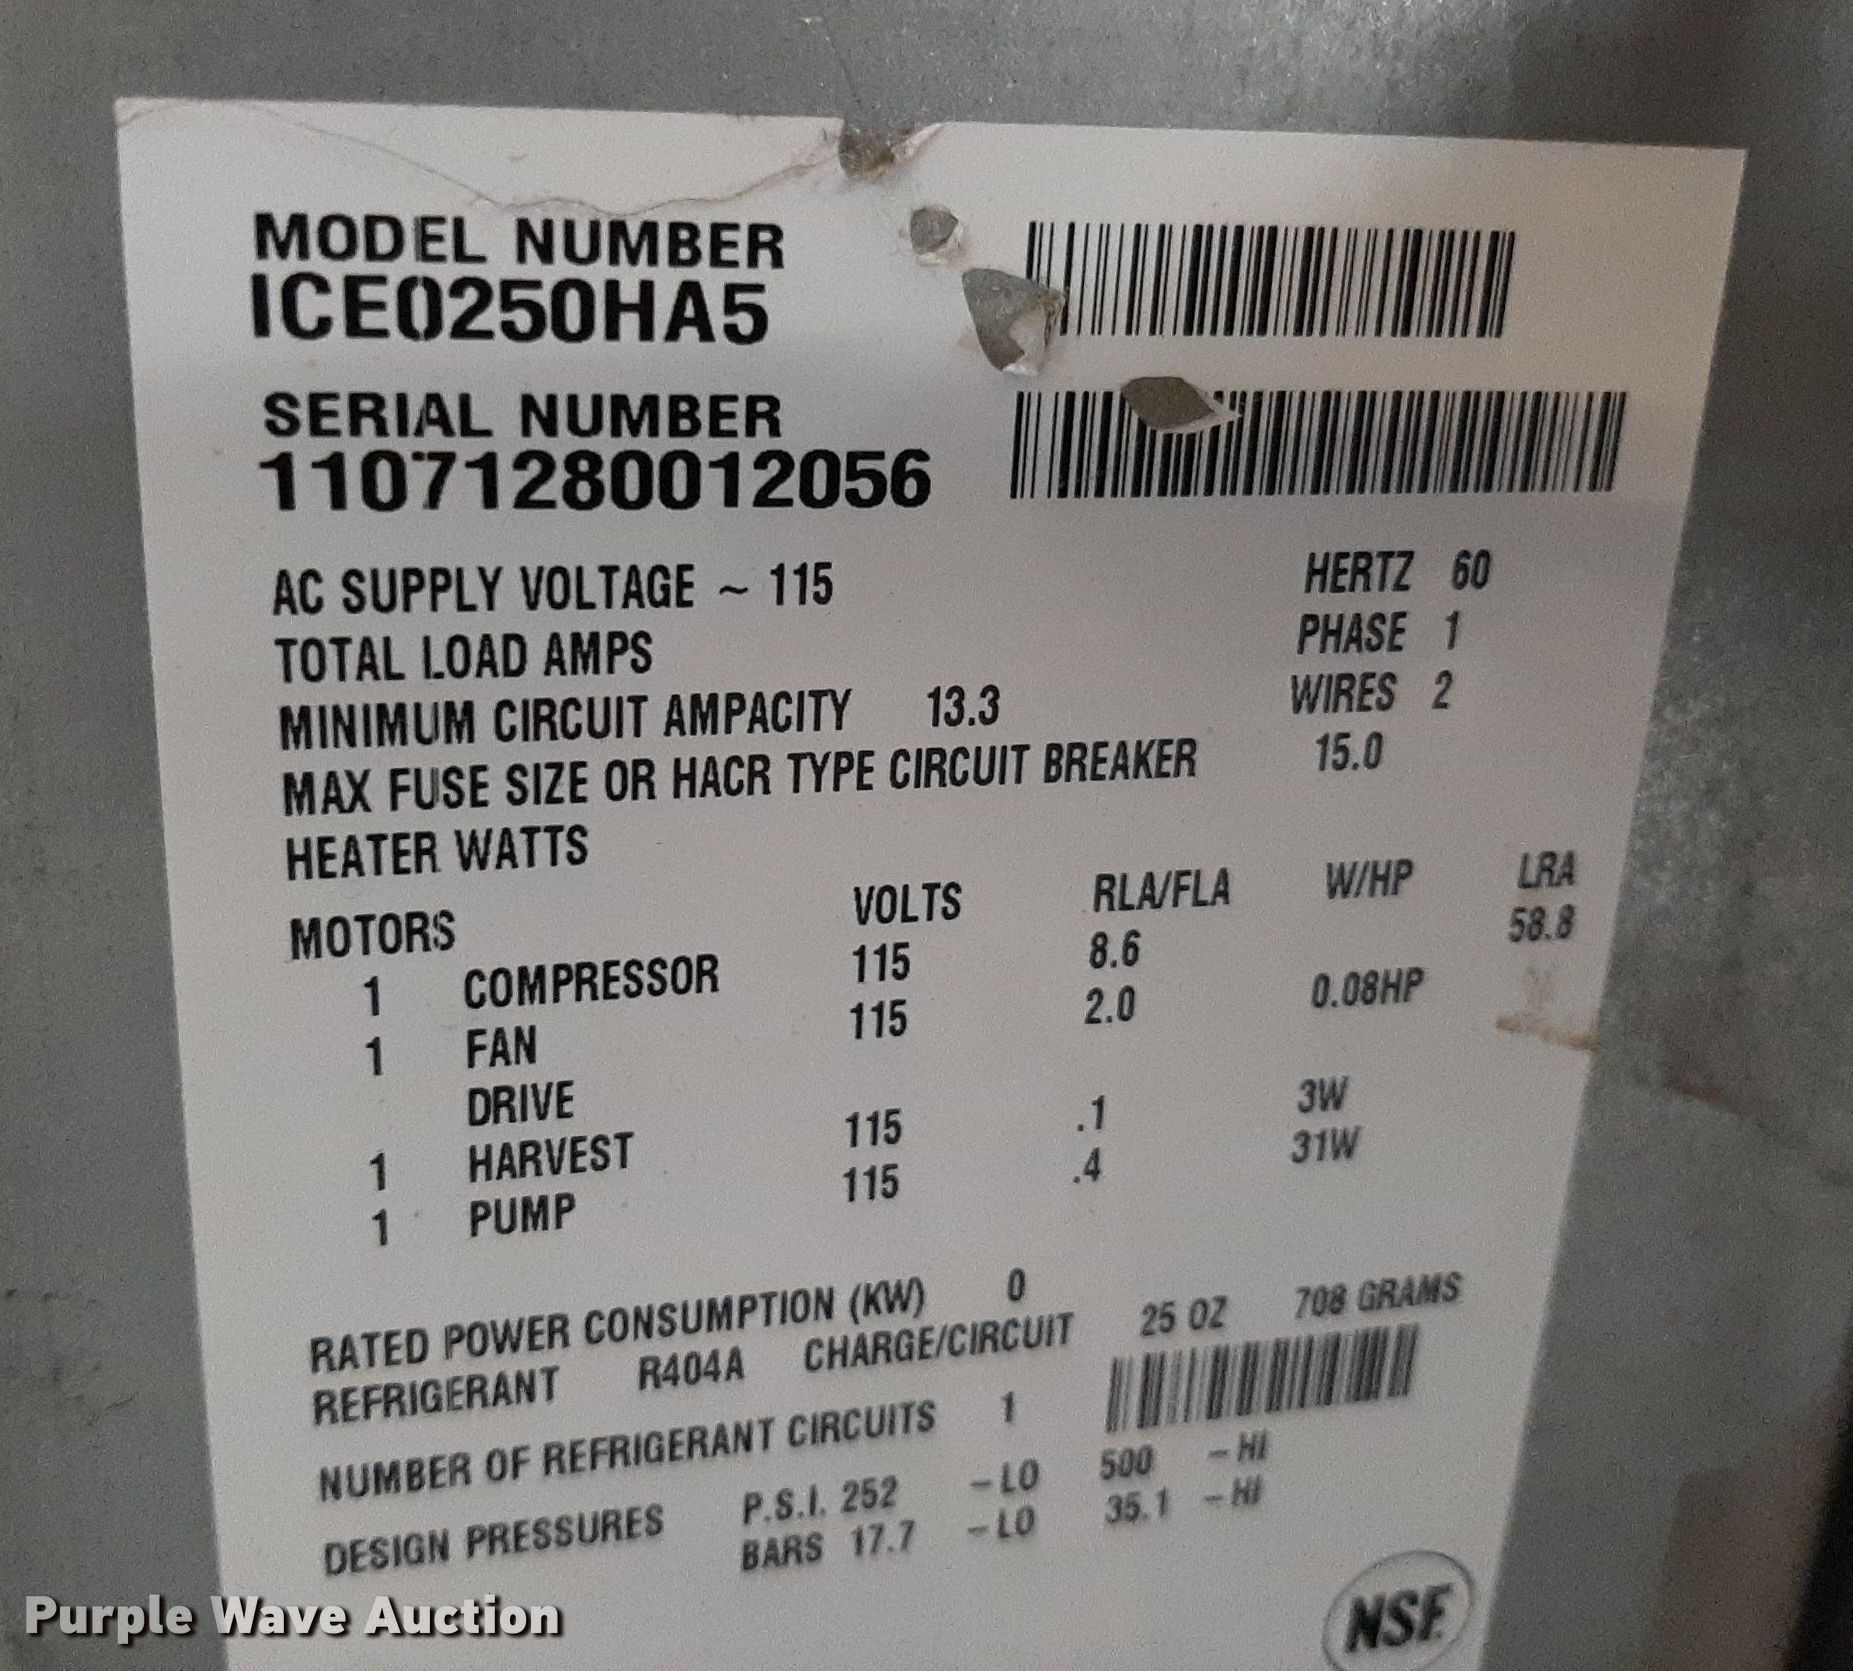 MODEL NUMBER
ICE0250HA5
SERIAL NUMBER
11071280012056
AC SUPPLY VOLTAGE ~ 115 HERTZ 60
TOTAL LOAD AMPS PHASE 1
MINIMUM CIRCUIT AMPACITY 13.3 WIRES 2
MAX FUSE SIZE OR HACR TYPE CIRCUIT BREAKER 15.0
HEATER WATTS
MOTORS VOLTS RLA/FLA W/HP LRA
1 COMPRESSOR 115 8.6 58.8
1 FAN 115 2.0 0.08HP
DRIVE
1 HARVEST 115 .1 3W
1 PUMP 115 .4 31W
RATED POWER CONSUMPTION (KW) 0
REFRIGERANT R404A CHARGE/CIRCUIT 25 OZ 708 GRAMS
NUMBER OF REFRIGERANT CIRCUITS 1
DESIGN PRESSURES P.S.I. 252 - LO 500 - HI
BARS 17.7 - LO 35.1 - HI
NSF.
Purple Wave Auction